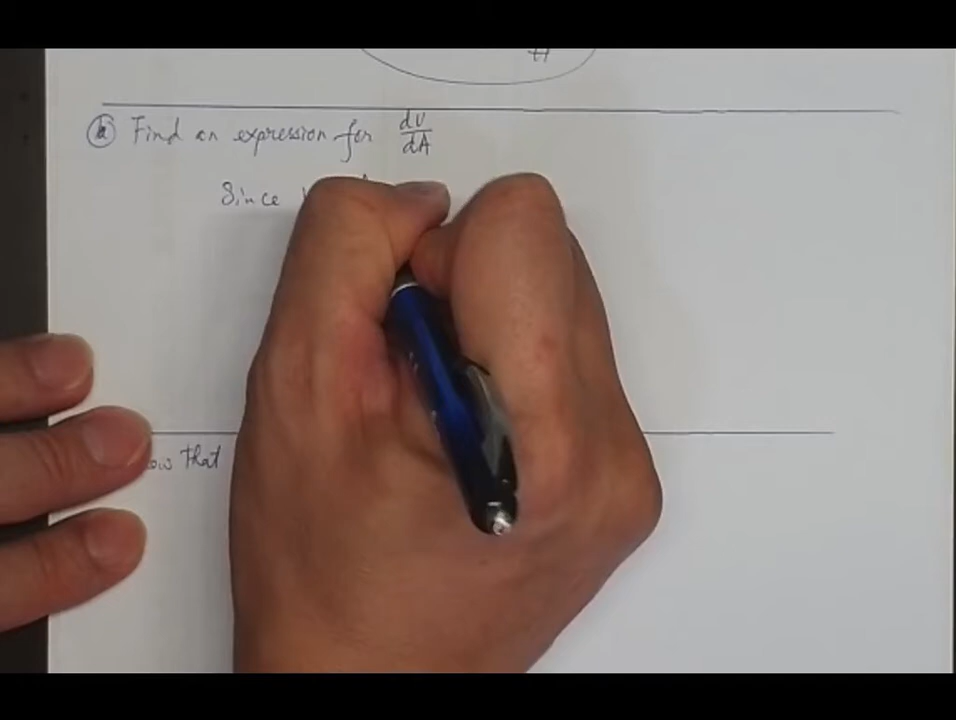 (b) Find an expression for dv/dA
Since
ow that